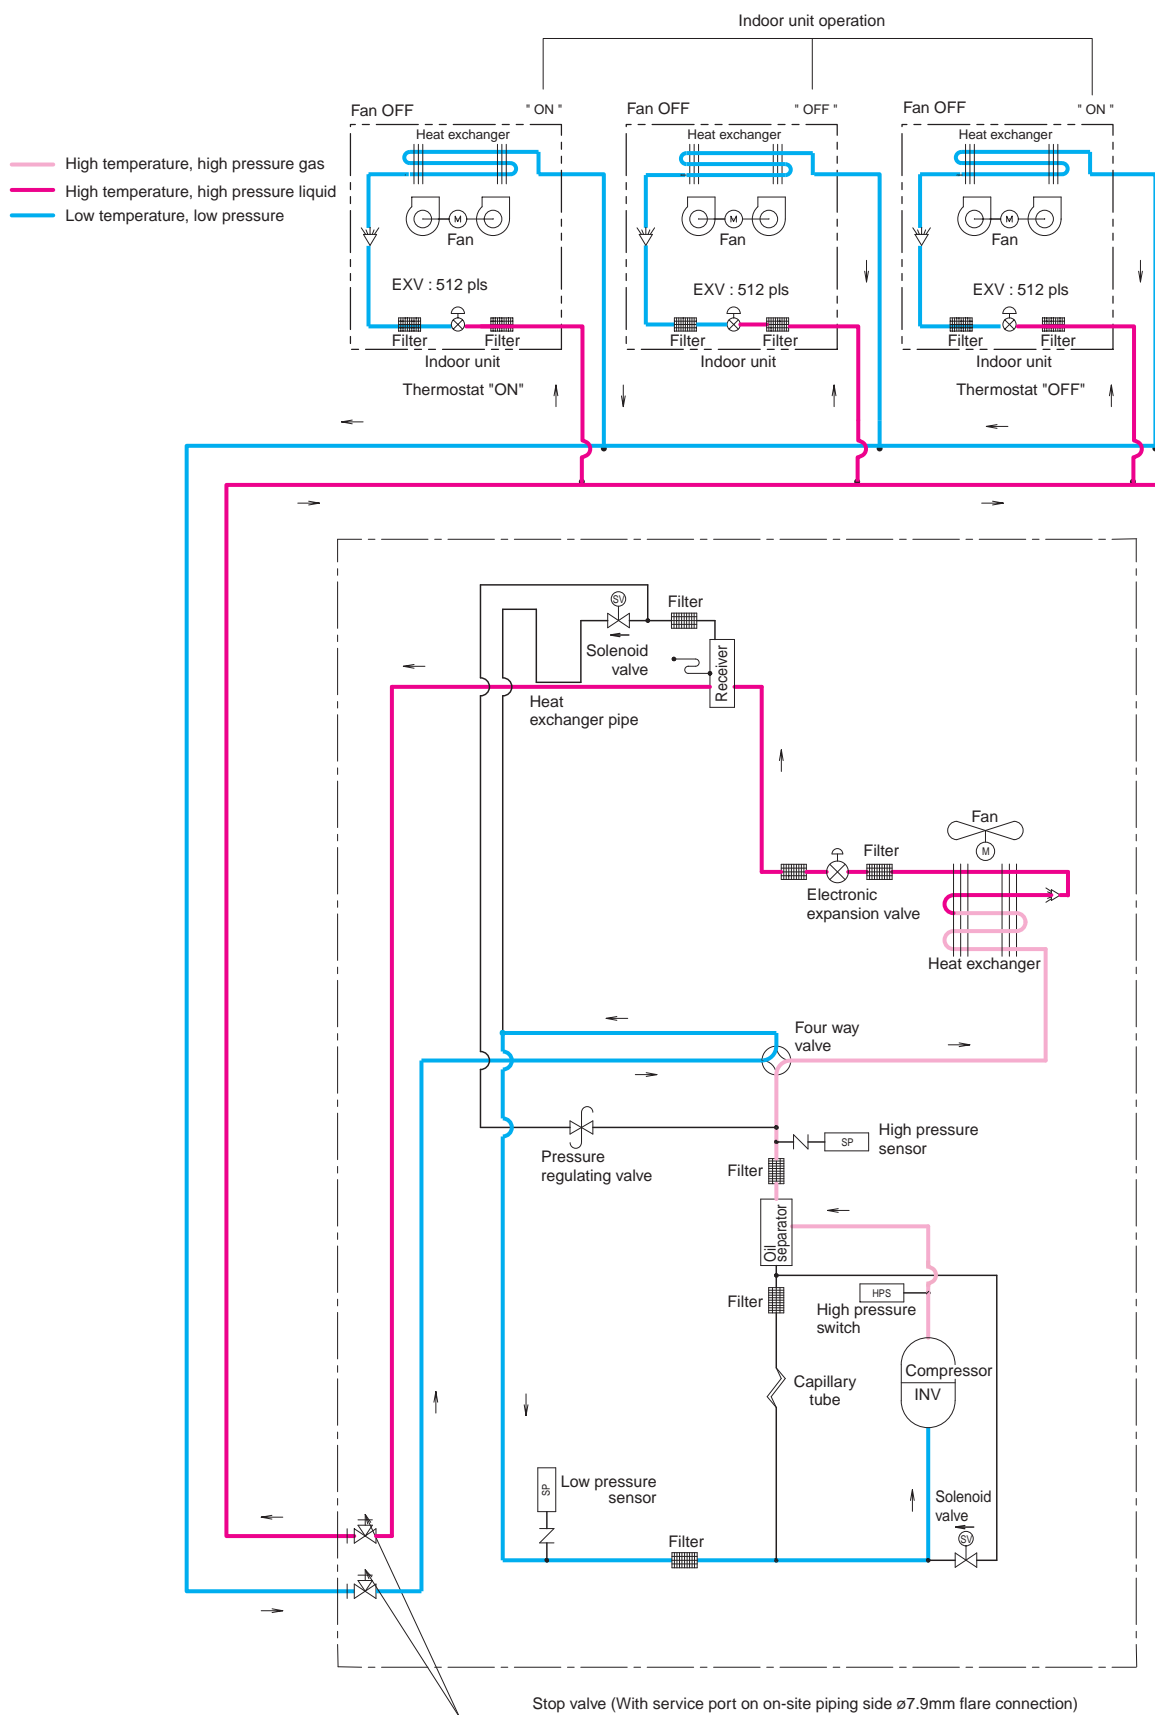 Indoor unit operation
Fan OFF
" ON "
Fan OFF
" OFF "
Fan OFF
" ON "
Heat exchanger
Heat exchanger
Heat exchanger
High temperature, high pressure gas
High temperature, high pressure liquid
Low temperature, low pressure
M
M
M
Fan
Fan
Fan
EXV : 512 pls
EXV : 512 pls
EXV : 512 pls
Filter
Filter
Filter
Filter
Filter
Filter
Indoor unit
Indoor unit
Indoor unit
Thermostat "ON"
Thermostat "OFF"
SV
Filter
Solenoid
valve
Receiver
Heat
exchanger pipe
Fan
M
Filter
Electronic
expansion valve
Heat exchanger
Four way
valve
High pressure
sensor
SP
Pressure
regulating valve
Filter
Oil
separator
Filter
HPS
High pressure
switch
Compressor
INV
Capillary
tube
SP
Low pressure
sensor
Solenoid
valve
SV
Filter
Stop valve (With service port on on-site piping side ø7.9mm flare connection)